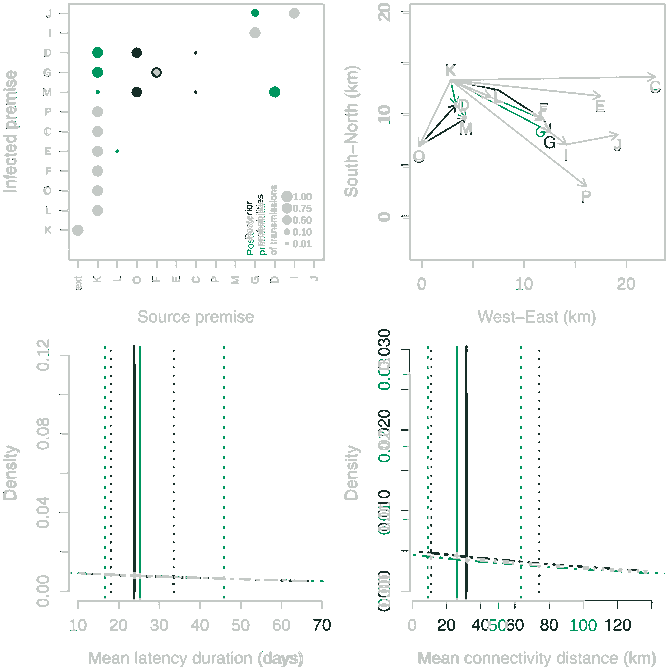 Infected premise
J
I
D
G
M
P
C
E
F
O
L
K
ext K L O F E C P M G D I J
Source premise
of transmissions
1.00
0.75
0.50
0.10
0.01
South−North (km)
20
10
0
K
C
D
L
F
E
M
G
G
O
I
J
P
0 10 20
West−East (km)
Density
0.12
0.08
0.04
0.00
10 20 30 40 50 60 70
Mean latency duration (days)
Density
0 20 40 50 60 80 100 120
Mean connectivity distance (km)